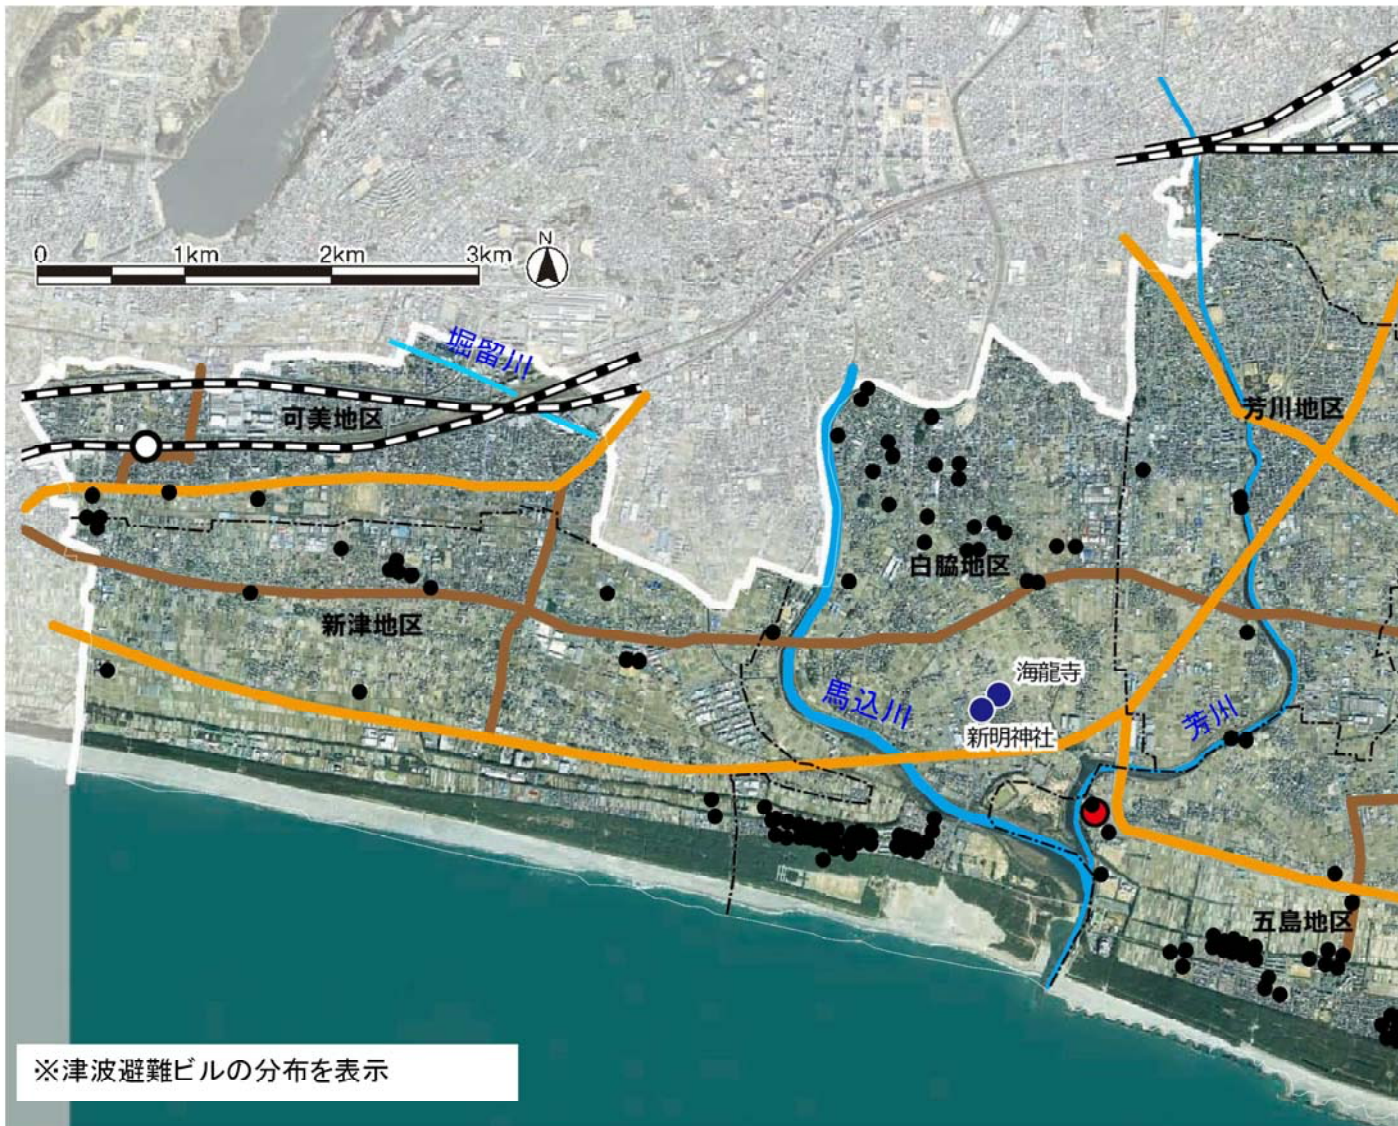 N
0 1km 2km 3km
堀留川
可美地区
芳川地区
白脇地区
新津地区
海龍寺
馬込川
新明神社
芳川
五島地区
※津波避難ビルの分布を表示